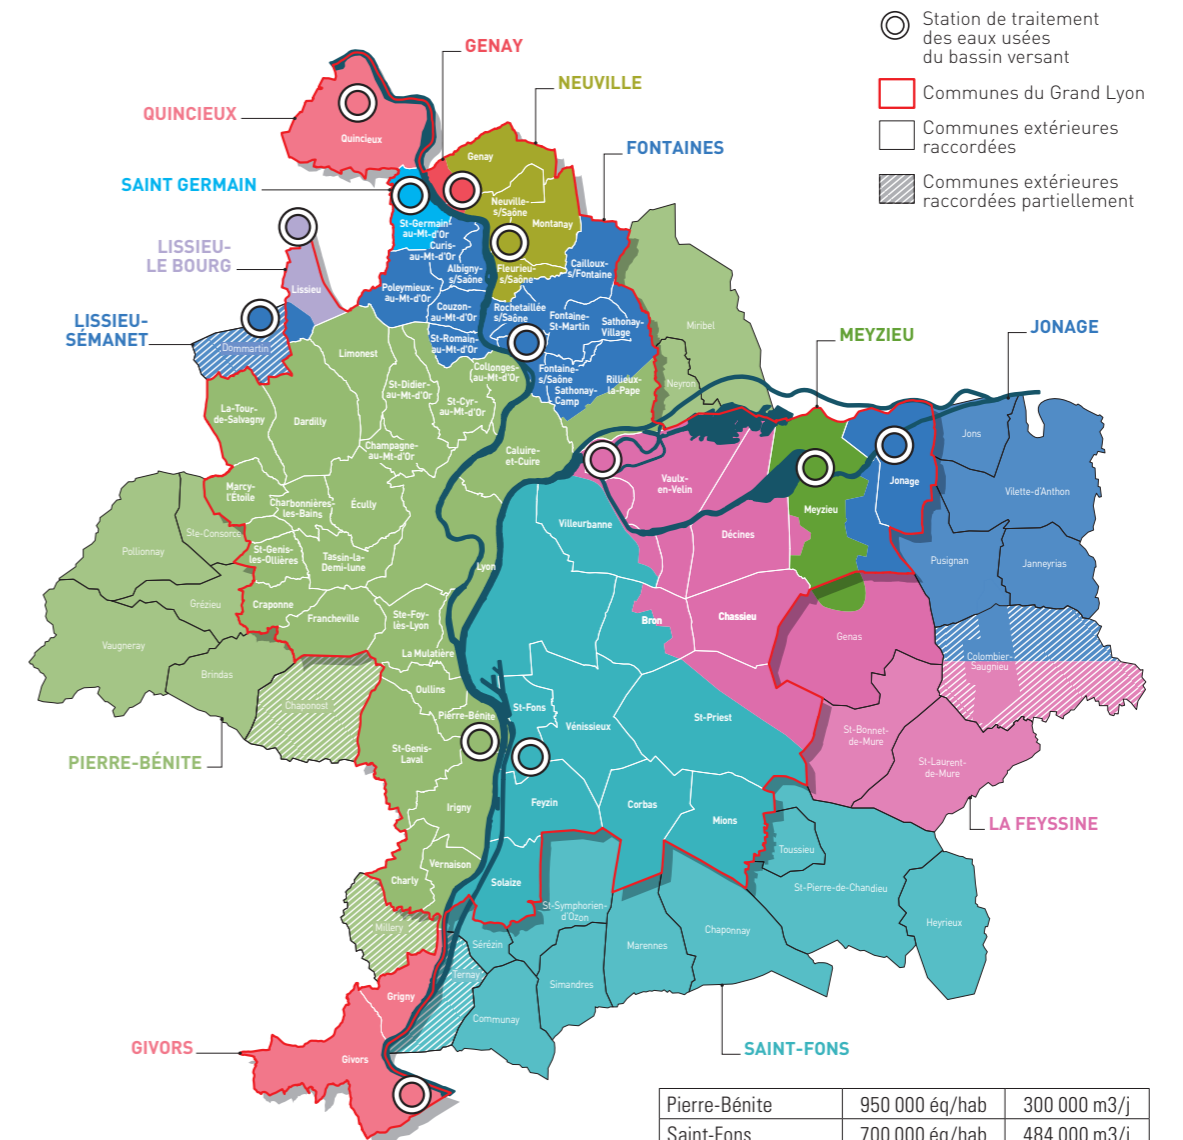 Station de traitement
des eaux usées
du bassin versant
Communes du Grand Lyon
Communes extérieures
raccordées
Communes extérieures
raccordées partiellement
GENAY
NEUVILLE
QUINCIEUX
FONTAINES
SAINT GERMAIN
LISSIEU-
LE BOURG
LISSIEU-
SÉMANET
MEYZIEU
JONAGE
PIERRE-BÉNITE
LA FEYSSINE
GIVORS
SAINT-FONS
Quincieux
Genay
Neuville-
s/Saône
Montanay
St-Germain
au-Mt-d'Or
Curis-
au-Mt-d'Or
Albigny-
s/Saône
Fleurieu-
s/Saône
Cailloux-
s/Fontaine
Lissieu
Poleymieux-
au-Mt-d'Or
Couzon-
au-Mt-d'Or
Rochetaillée
s/Saône
Fontaine-
St-Martin
Sathonay-
Village
St-Romain-
au-Mt-d'Or
Dommartin
Limonest
Collonges-
au-Mt-d'Or
Fontaine-
s/Saône
Sathonay-
Camp
Rillieux-
la-Pape
Miribel
Neyron
St-Didier-
au-Mt-d'Or
St-Cyr-
au-Mt-d'Or
La-Tour-
de-Salvagny
Dardilly
Champagne-
au-Mt-d'Or
Caluire-
et-Cuire
Marcy-
l'Étoile
Charbonnières-
les-Bains
Écully
Vaulx-
en-Velin
Meyzieu
Jonage
Jons
Vilette-d'Anthon
Villeurbanne
Décines
Pusignan
Janneyrias
Pollionnay
Ste-Consorce
St-Genis-
les-Ollières
Tassin-la-
Demi-lune
Lyon
Grézieu
Craponne
Francheville
Ste-Foy-
lès-Lyon
Bron
Chassieu
Genas
Vaugneray
La Mulatière
Colombier-
Saugnieu
Brindas
Oullins
Chaponost
Pierre-Bénite
St-Fons
Vénissieux
St-Priest
St-Bonnet-
de-Mure
St-Genis-
Laval
St-Laurent-
de-Mure
Irigny
Feyzin
Corbas
Mions
Toussieu
Vernaison
Charly
Solaize
St-Pierre-de-Chandieu
Millery
St-Symphorien-
d'Ozon
Heyrieux
Chaponnay
Sérézin
Marennes
Ternay
Simandres
Grigny
Communay
Givors
Pierre-Bénite 950 000 éq/hab 300 000 m3/j
Saint-Fons 700 000 éq/hab 484 000 m3/j